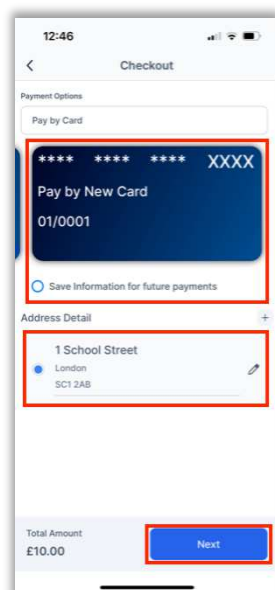 12:46
Checkout
Payment Options
Pay by Card
**** **** **** XXXX
Pay by New Card
01/0001
Save Information for future payments
Address Detail
1 School Street
London
SC1 2AB
Total Amount
£10.00
Next